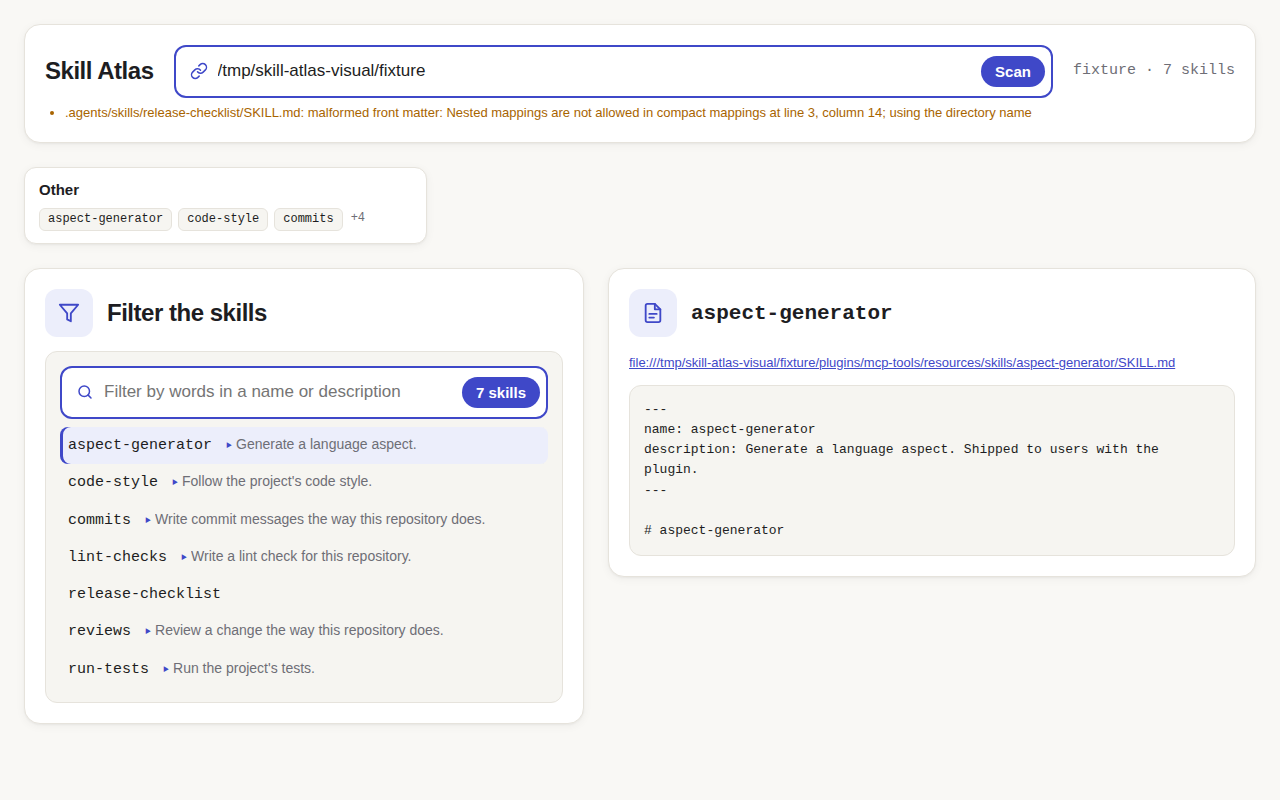 Skill Atlas
/tmp/skill-atlas-visual/fixture
Scan
fixture · 7 skills
• .agents/skills/release-checklist/SKILL.md: malformed front matter: Nested mappings are not allowed in compact mappings at line 3, column 14; using the directory name
Other
aspect-generator code-style commits +4
Filter the skills
Filter by words in a name or description
7 skills
aspect-generator ▸ Generate a language aspect.
code-style ▸ Follow the project's code style.
commits ▸ Write commit messages the way this repository does.
lint-checks ▸ Write a lint check for this repository.
release-checklist
reviews ▸ Review a change the way this repository does.
run-tests ▸ Run the project's tests.
aspect-generator
file:///tmp/skill-atlas-visual/fixture/plugins/mcp-tools/resources/skills/aspect-generator/SKILL.md
---
name: aspect-generator
description: Generate a language aspect. Shipped to users with the
plugin.
---
# aspect-generator